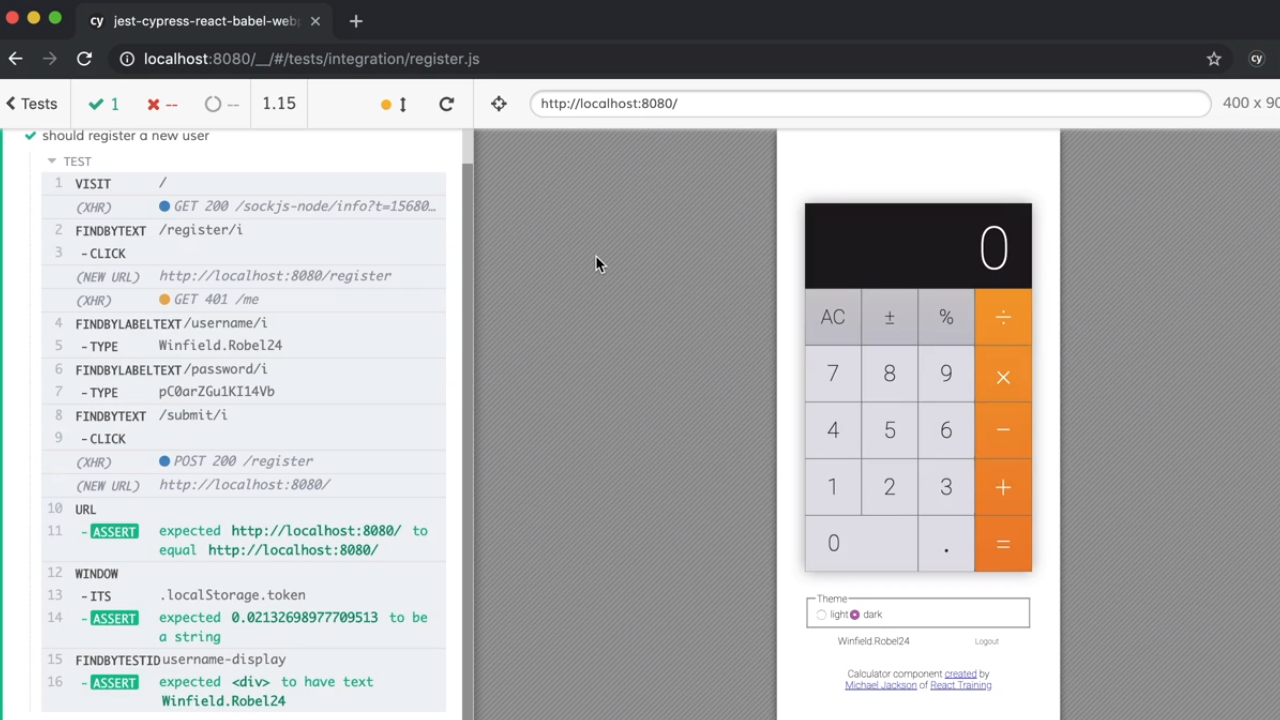 cy jest-cypress-react-babel-web
localhost:8080/__/#/tests/integration/register.js
cy
Tests 1 -- -- 1.15 http://localhost:8080/ 400 x 90
should register a new user
TEST
1 VISIT /
(XHR) GET 200 /sockjs-node/info?t=15680…
2 FINDBYTEXT /register/i
3 -CLICK
(NEW URL) http://localhost:8080/register
(XHR) GET 401 /me
4 FINDBYLABELTEXT /username/i
5 -TYPE Winfield.Robel24
6 FINDBYLABELTEXT /password/i
7 -TYPE pC0arZGu1KI14Vb
8 FINDBYTEXT /submit/i
9 -CLICK
(XHR) POST 200 /register
(NEW URL) http://localhost:8080/
10 URL
11 -ASSERT expected http://localhost:8080/ to
equal http://localhost:8080/
12 WINDOW
13 -ITS .localStorage.token
14 -ASSERT expected 0.02132698977709513 to be
a string
15 FINDBYTESTID username-display
16 -ASSERT expected <div> to have text
Winfield.Robel24
0
AC ± % ÷
7 8 9 ×
4 5 6 −
1 2 3 +
0 . =
Theme
light dark
Winfield.Robel24 Logout
Calculator component created by
Michael Jackson of React Training